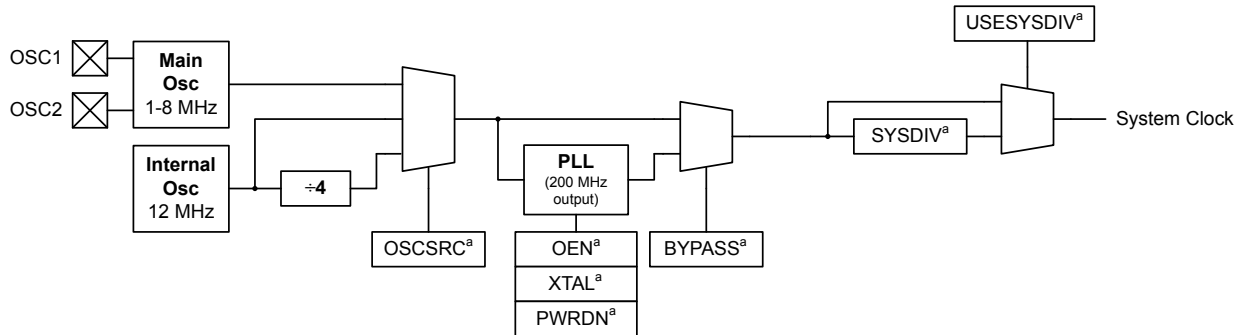 USESYSDIVa
OSC1
OSC2
Main
Osc
1-8 MHz
System Clock
SYSDIVa
Internal
Osc
12 MHz
÷4
PLL
(200 MHz
output)
OSCSRCa
OENa
XTALa
PWRDNa
BYPASSa